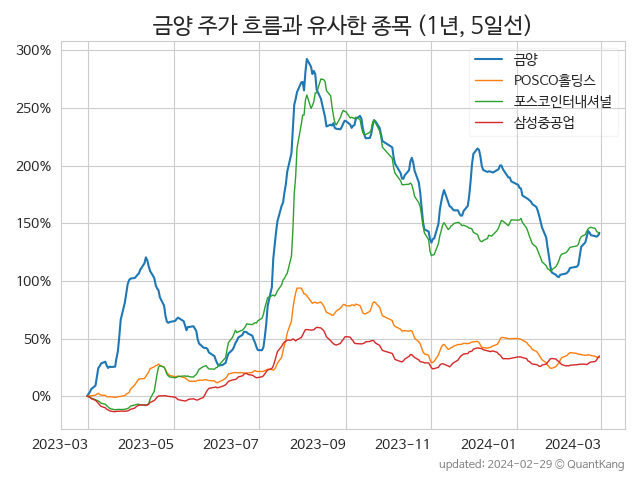 금양 주가 흐름과 유사한 종목 (1년, 5일선)
300%
250%
200%
150%
100%
50%
0%
금양
POSCO홀딩스
포스코인터내셔널
삼성중공업
2023-03
2023-05
2023-07
2023-09
2023-11
2024-01
2024-03
updated: 2024-02-29 © QuantKang